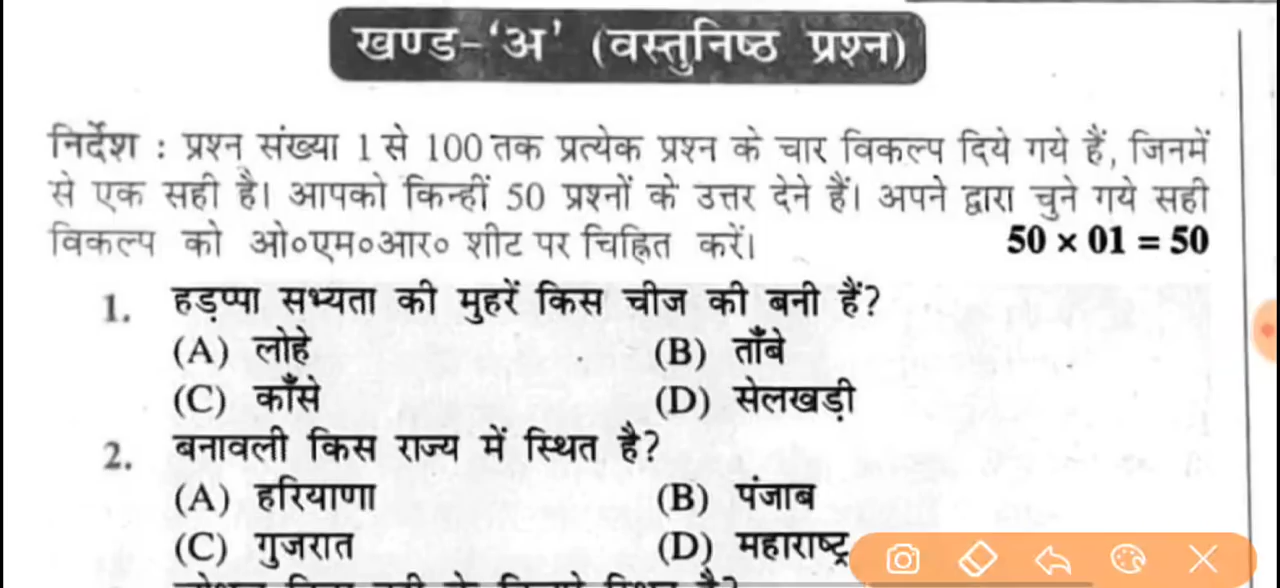 खण्ड-‘अ’ (वस्तुनिष्ठ प्रश्न)
निर्देश : प्रश्न संख्या 1 से 100 तक प्रत्येक प्रश्न के चार विकल्प दिये गये हैं, जिनमें
से एक सही है। आपको किन्हीं 50 प्रश्नों के उत्तर देने हैं। अपने द्वारा चुने गये सही
विकल्प को ओ०एम०आर० शीट पर चिह्नित करें। 50 × 01 = 50
1. हड़प्पा सभ्यता की मुहरें किस चीज की बनी हैं?
(A) लोहे (B) ताँबे
(C) काँसे (D) सेलखड़ी
2. बनावली किस राज्य में स्थित है?
(A) हरियाणा (B) पंजाब
(C) गुजरात (D) महाराष्ट्र